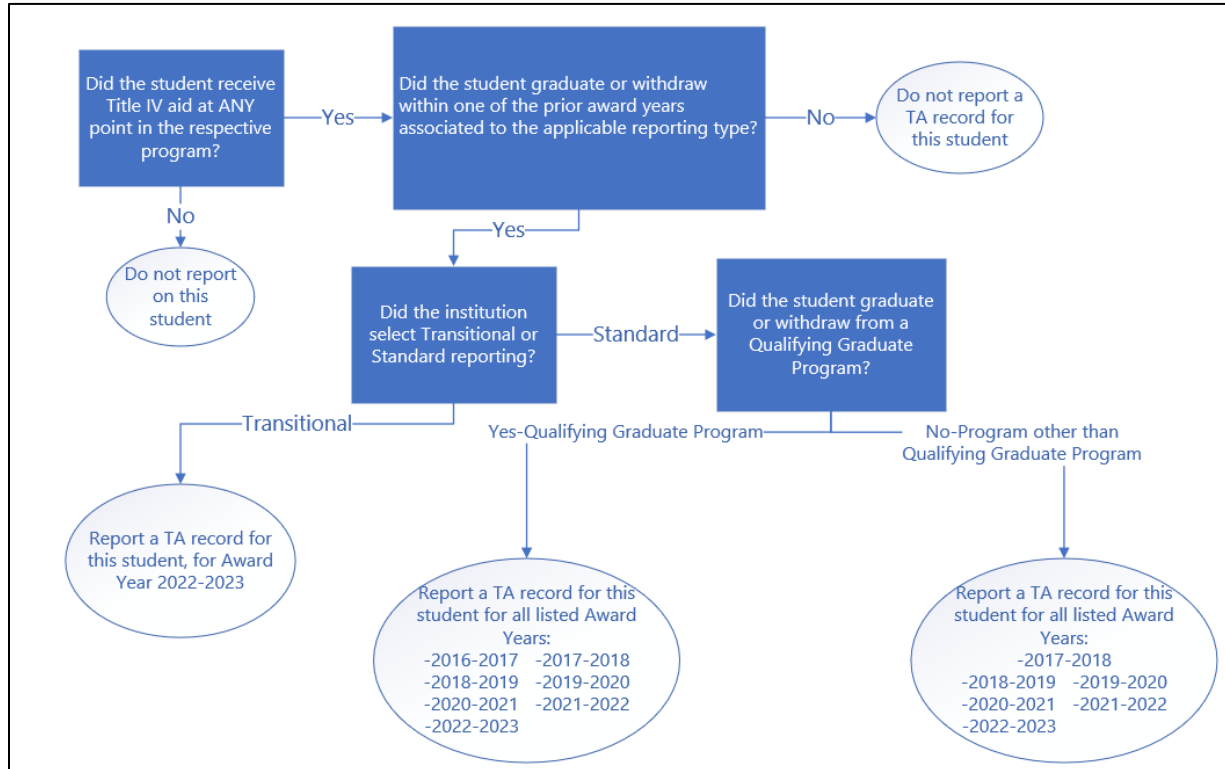 Did the student receive
Title IV aid at ANY
point in the respective
program?
Yes
Did the student graduate or withdraw
within one of the prior award years
associated to the applicable reporting type?
No
Do not report a
TA record for
this student
No
Do not report
on this
student
Yes
Did the institution
select Transitional or
Standard reporting?
Standard
Did the student graduate
or withdraw from a
Qualifying Graduate
Program?
Transitional
Yes-Qualifying Graduate Program
No-Program other than
Qualifying Graduate Program
Report a TA record for
this student, for Award
Year 2022-2023
Report a TA record for this
student for all listed Award
Years:
-2016-2017 -2017-2018
-2018-2019 -2019-2020
-2020-2021 -2021-2022
-2022-2023
Report a TA record for this
student for all listed Award
Years:
-2017-2018
-2018-2019 -2019-2020
-2020-2021 -2021-2022
-2022-2023